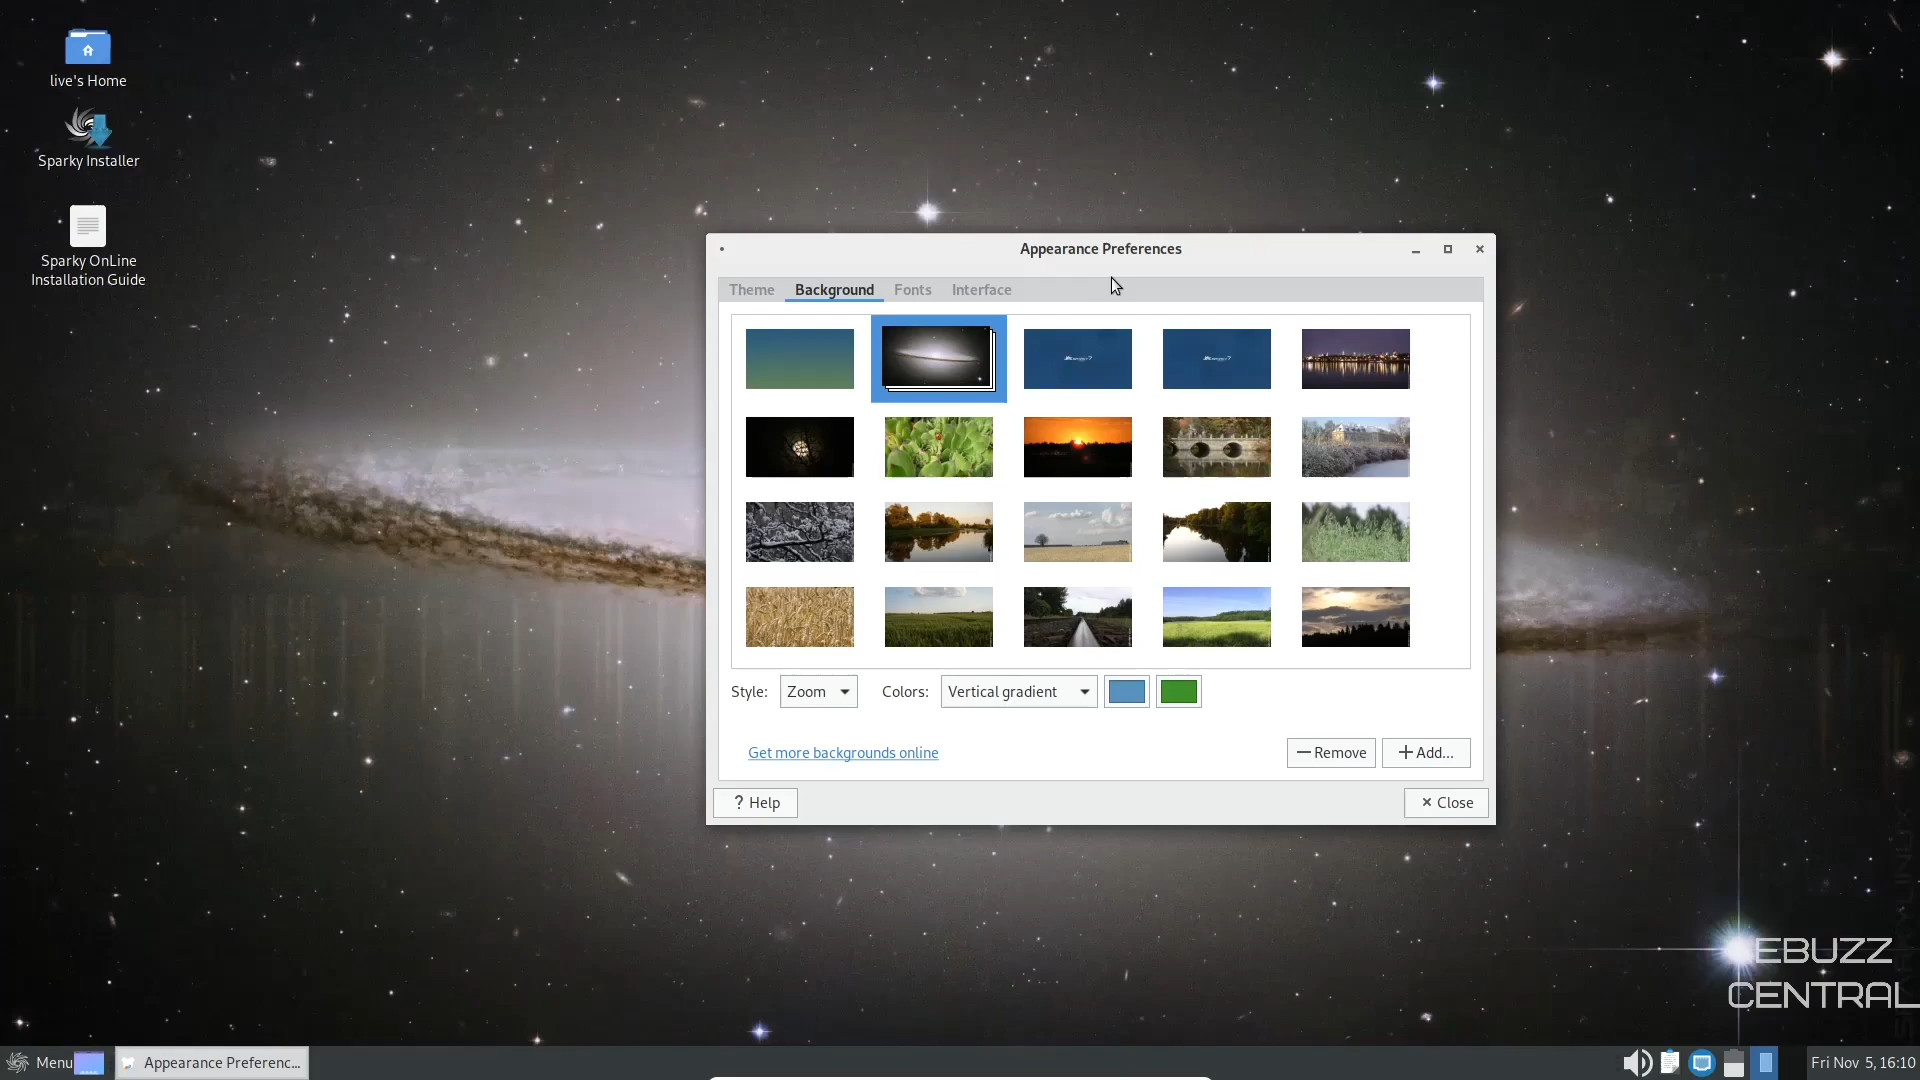 live's Home
Sparky Installer
Sparky OnLine
Installation Guide
Appearance Preferences
Theme Background Fonts Interface
Style: Zoom Colors: Vertical gradient
Get more backgrounds online
Remove Add...
? Help
Close
EBUZZ
CENTRAL
Menu Appearance Preferenc... Fri Nov 5, 16:10